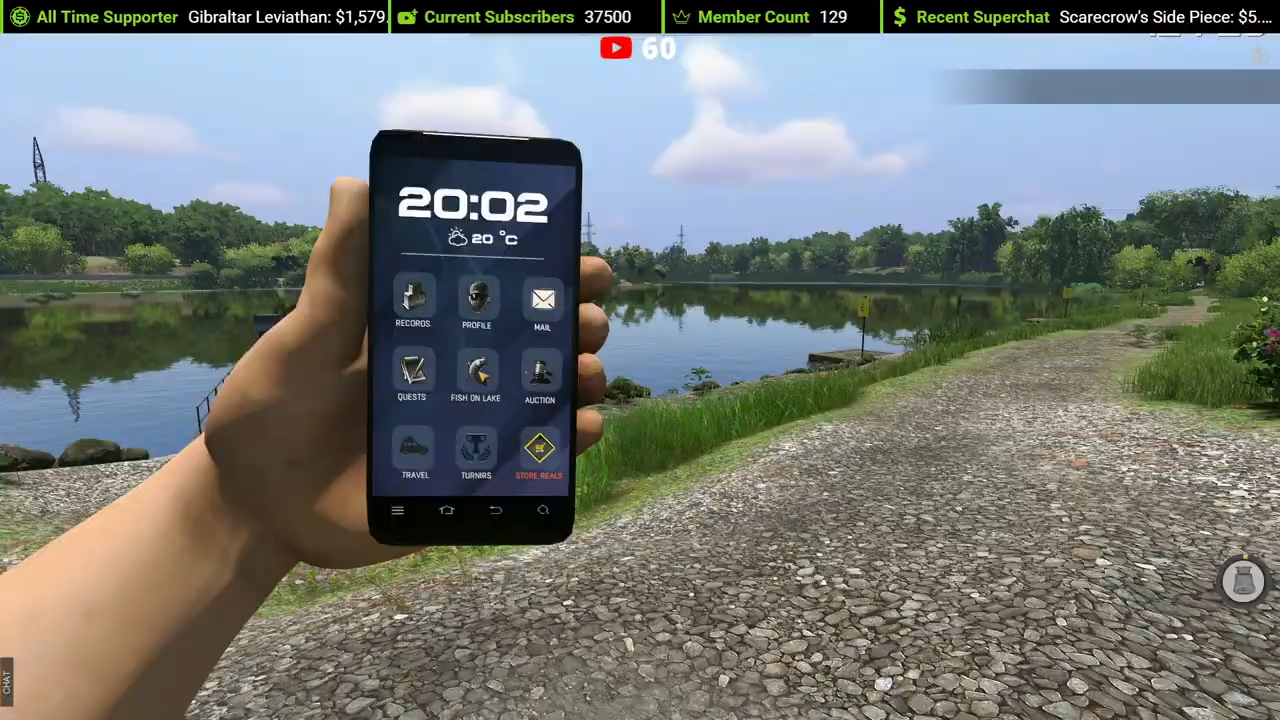 All Time Supporter Gibraltar Leviathan: $1,579. Current Subscribers 37500 Member Count 129 Recent Superchat Scarecrow's Side Piece: $5....
60
20:02
20 °C
RECORDS PROFILE MAIL
QUESTS FISH ON LAKE AUCTION
TRAVEL TURNIRS STORE REALS
CHAT